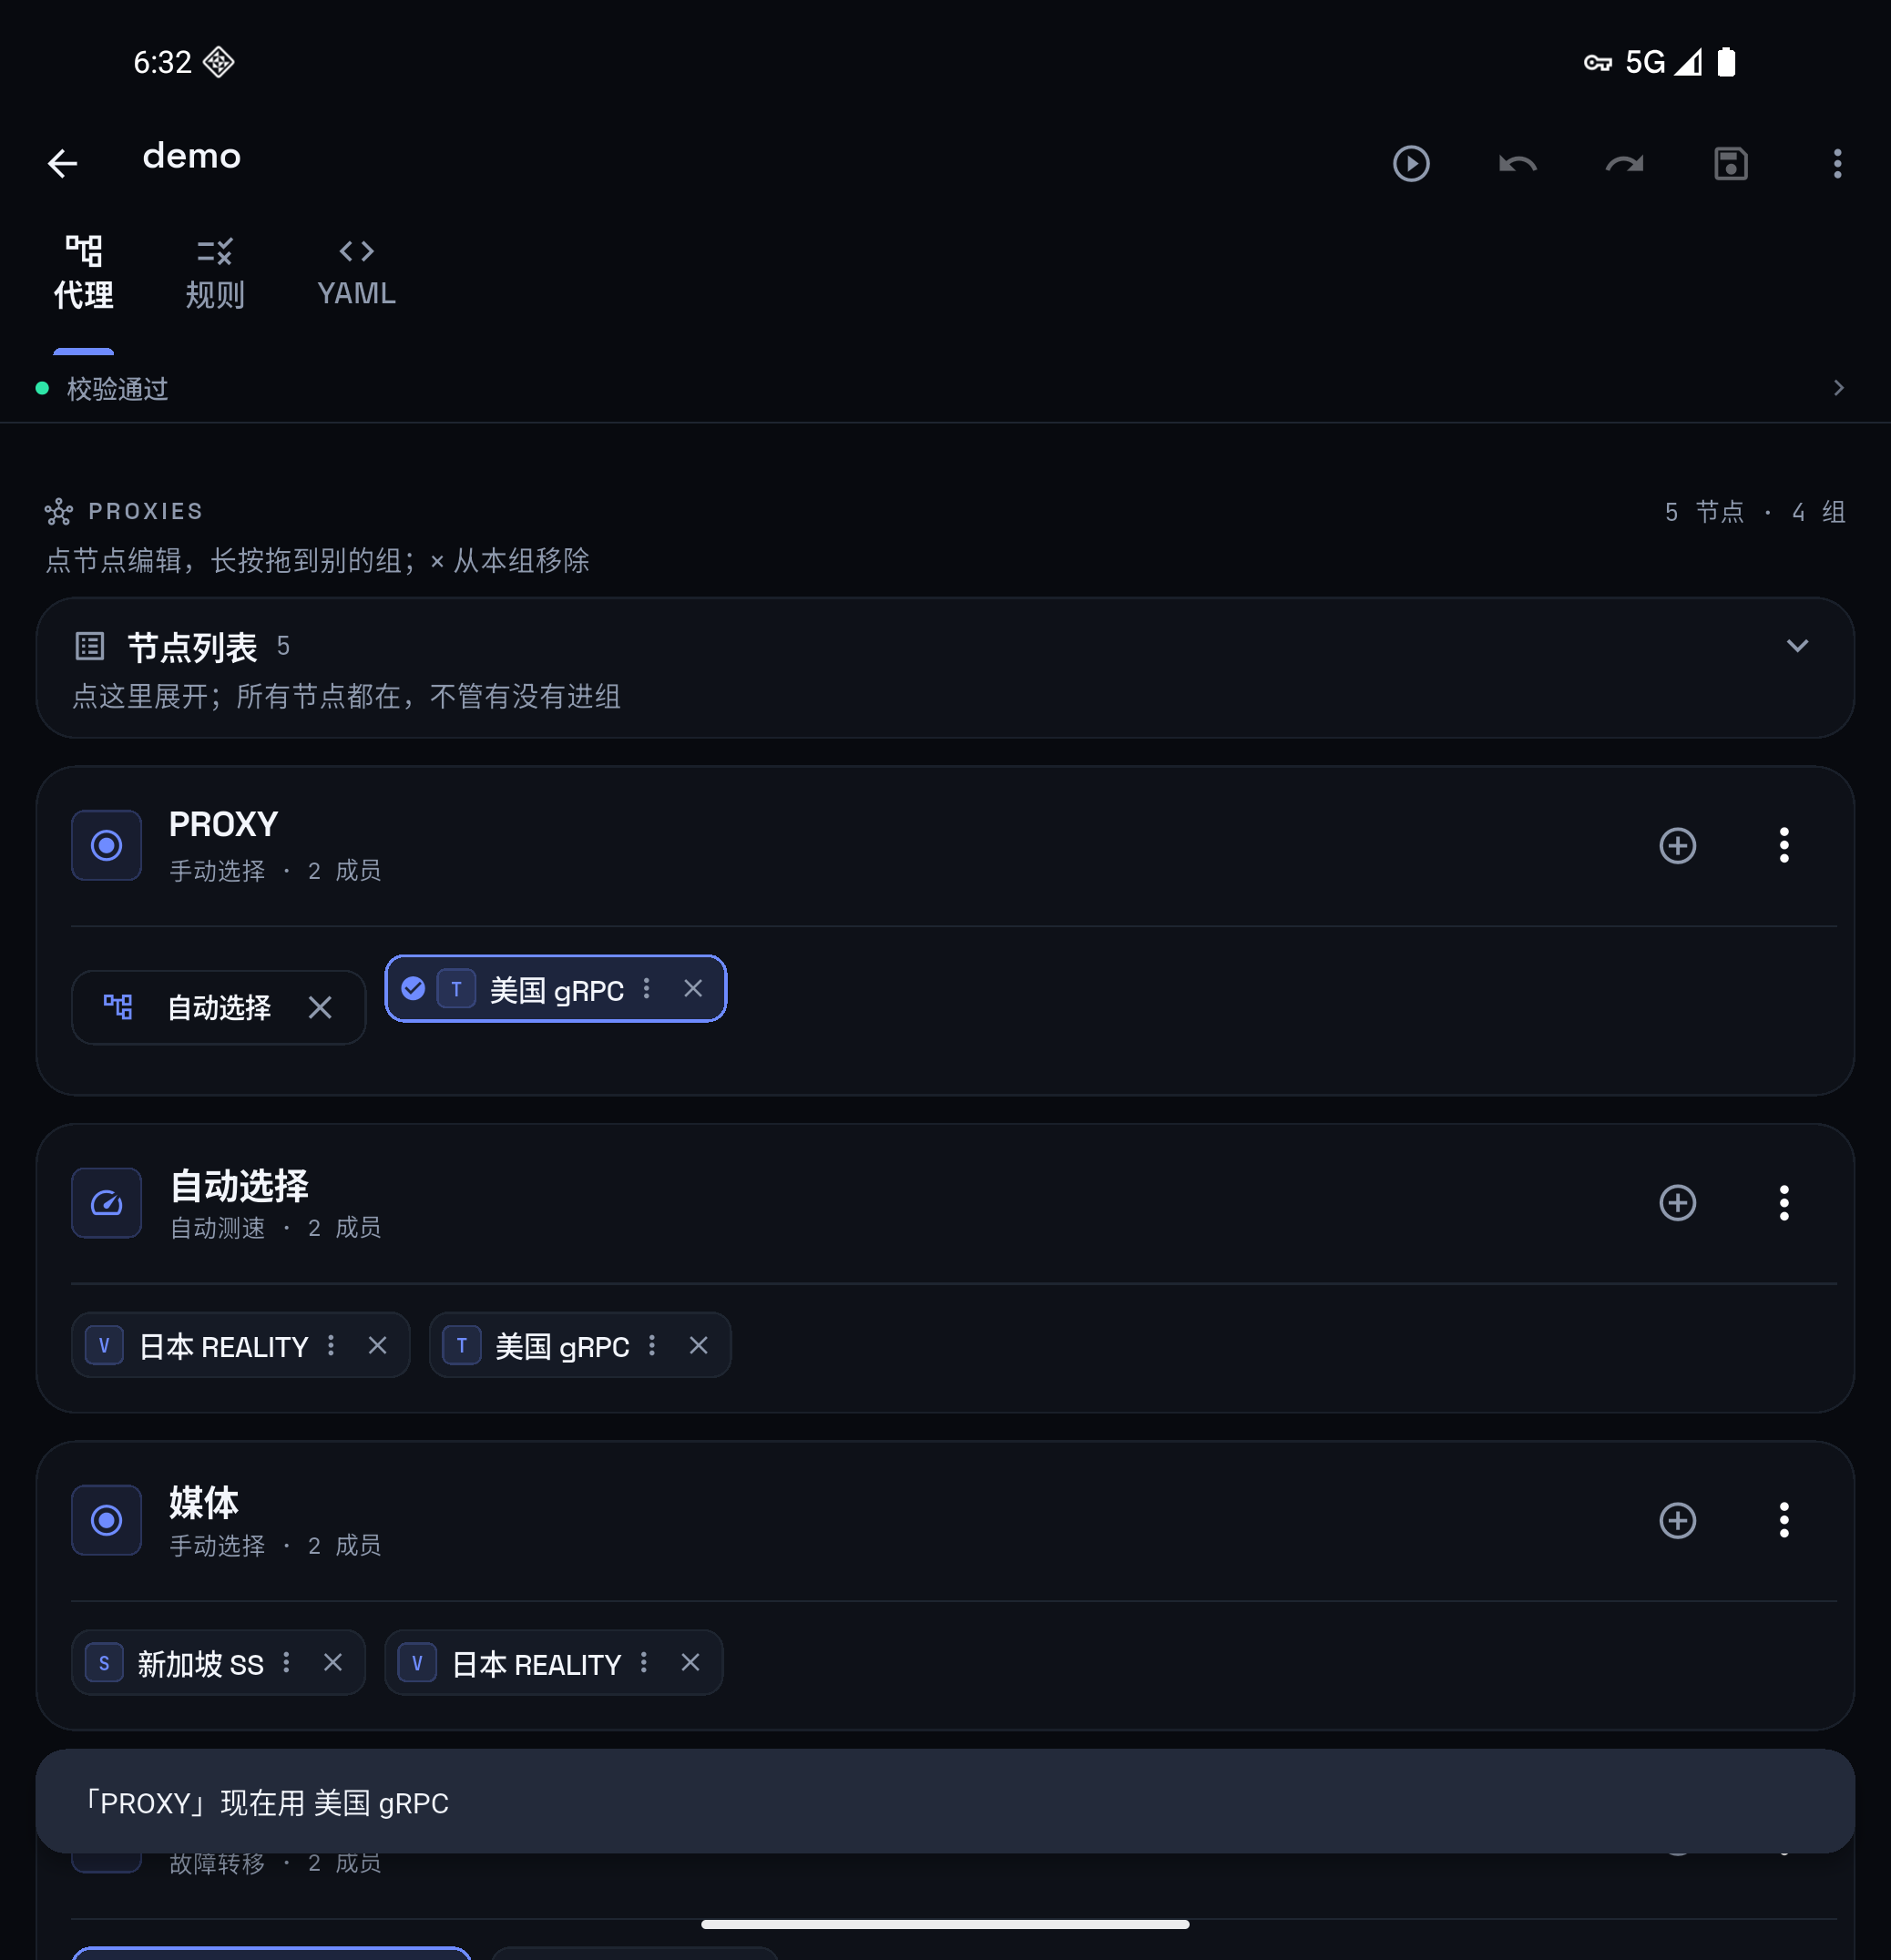 6:32
5G
demo
代理
规则
YAML
校验通过
PROXIES
5 节点 · 4 组
点节点编辑，长按拖到别的组；× 从本组移除
节点列表 5
点这里展开；所有节点都在，不管有没有进组
PROXY
手动选择 · 2 成员
自动选择
T 美国 gRPC
自动选择
自动测速 · 2 成员
V 日本 REALITY
T 美国 gRPC
媒体
手动选择 · 2 成员
S 新加坡 SS
V 日本 REALITY
「PROXY」现在用 美国 gRPC
故障转移 · 2 成员